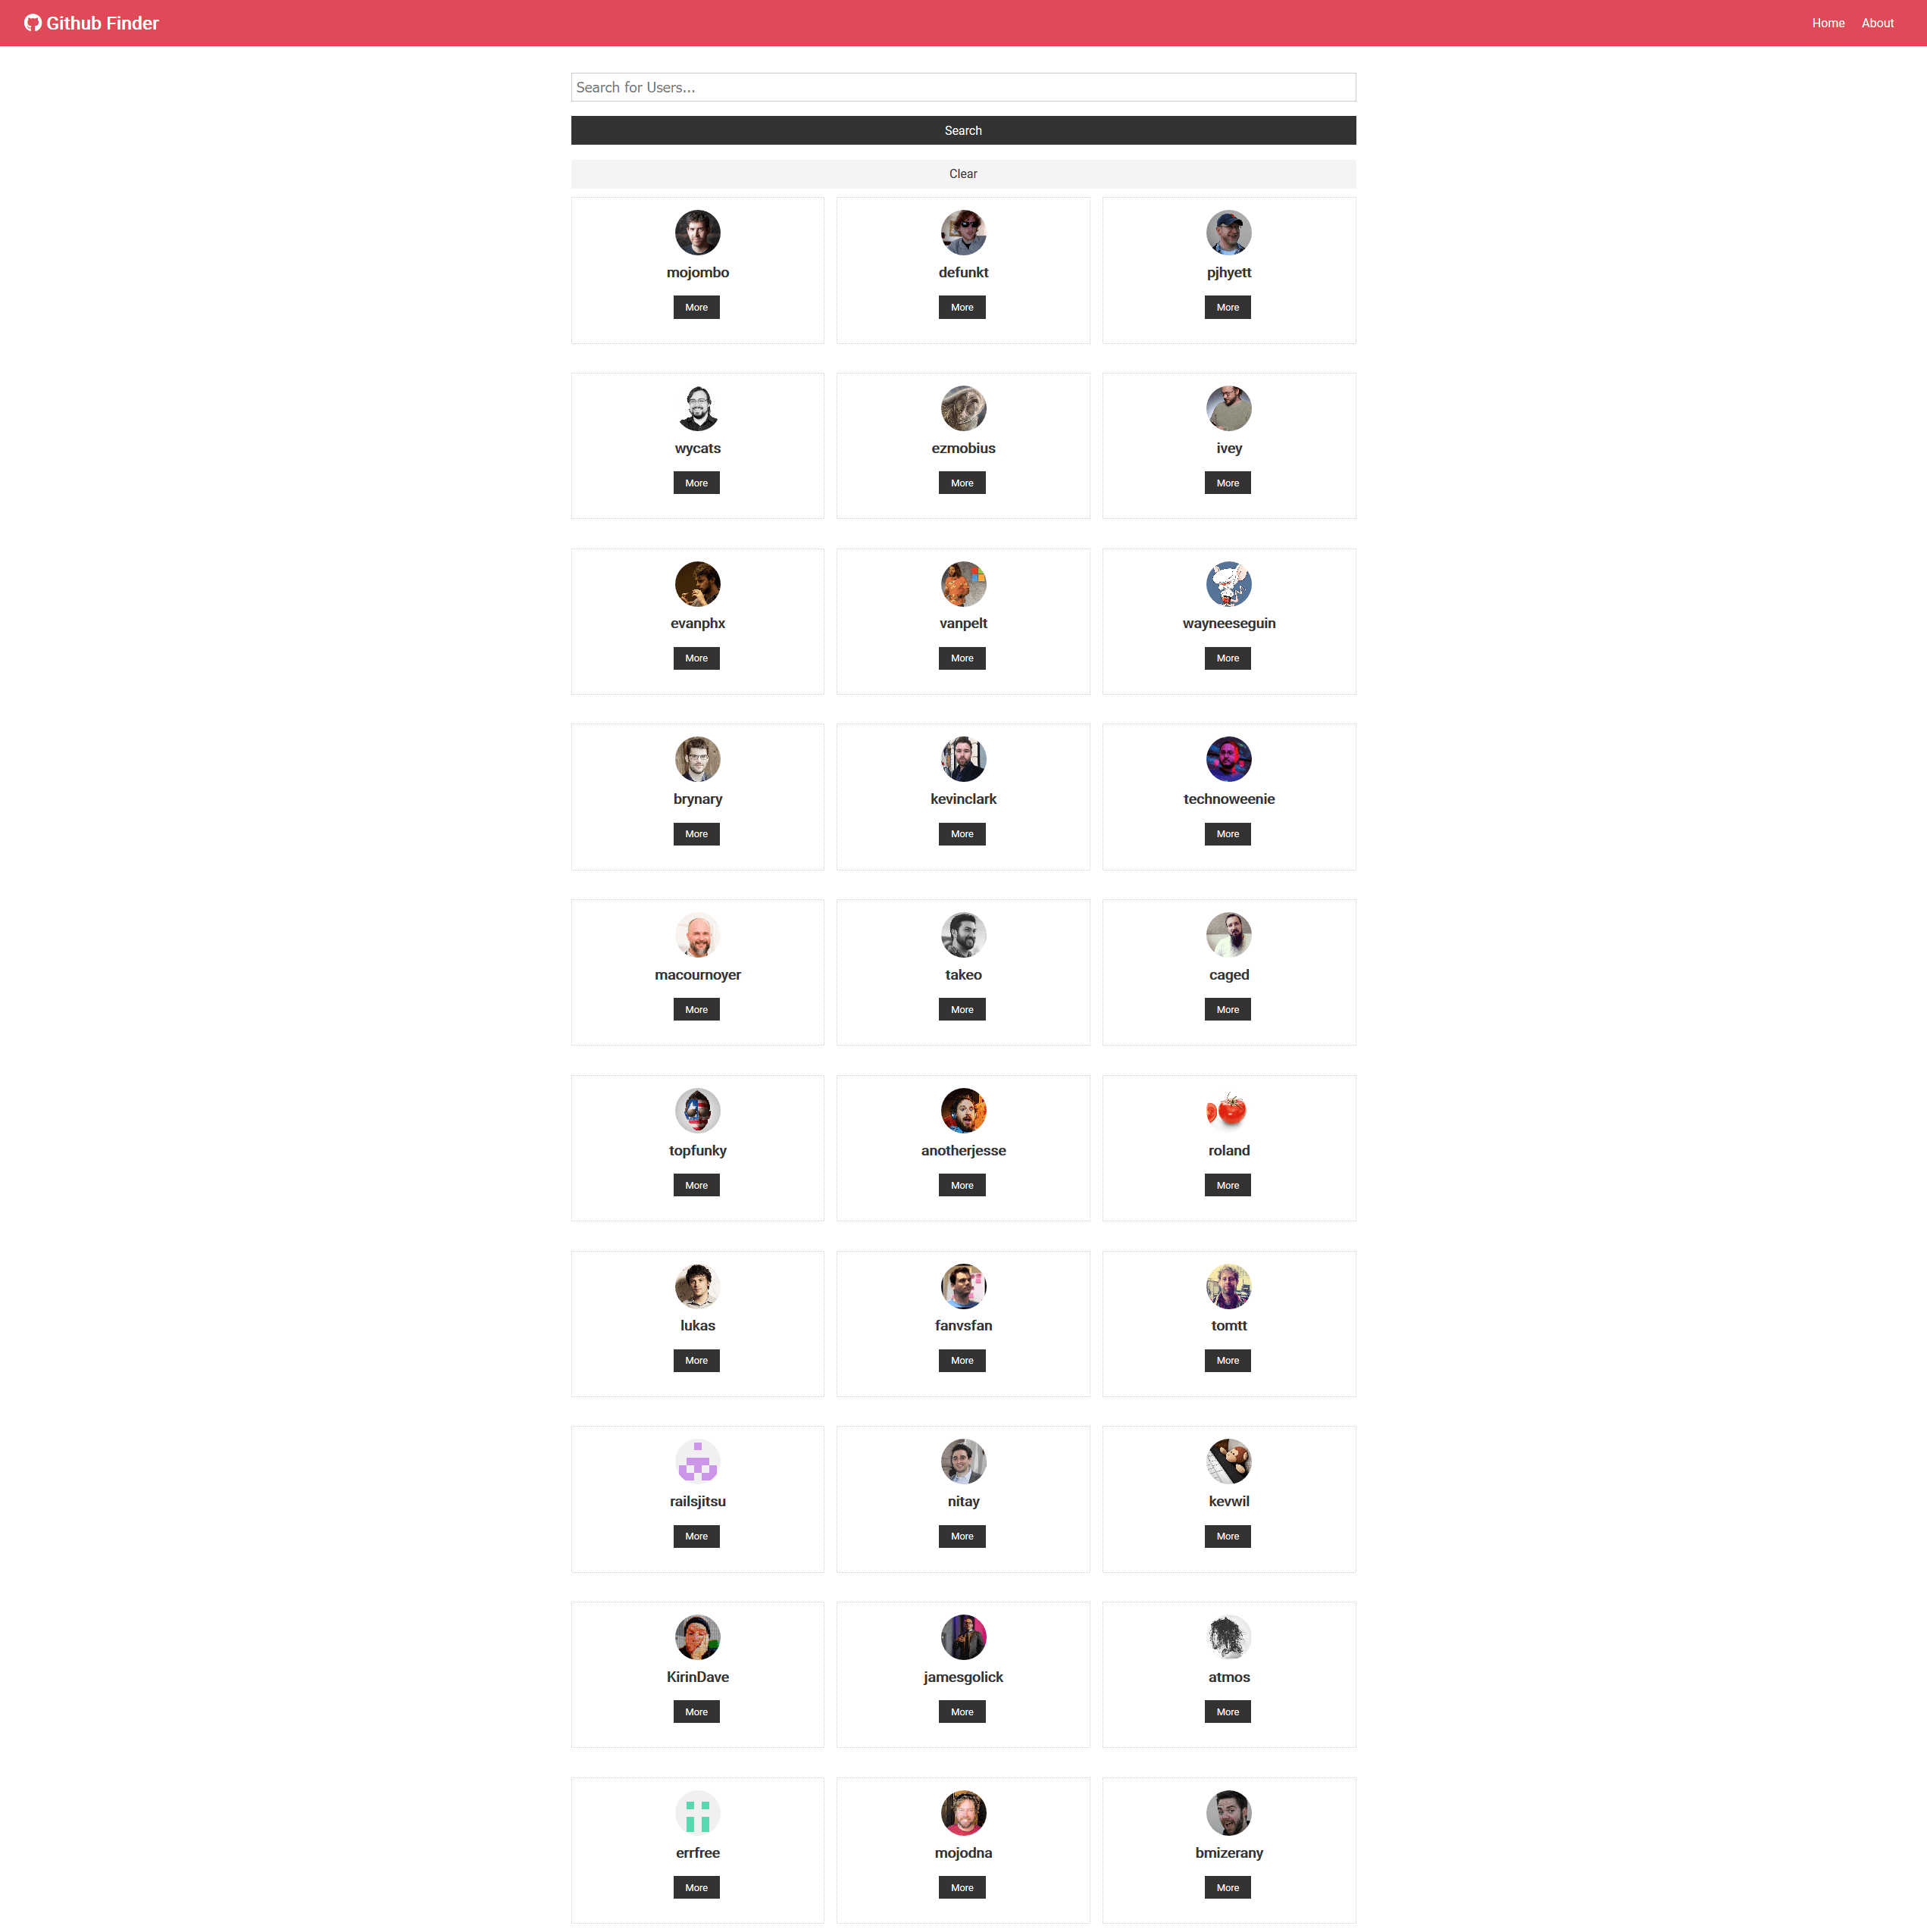 Github Finder
Home About
Search for Users...
Search
Clear
mojombo defunkt pjhyett
More More More
wycats ezmobius ivey
More More More
evanphx vanpelt wayneeseguin
More More More
brynary kevinclark technoweenie
More More More
macournoyer takeo caged
More More More
topfunky anotherjesse roland
More More More
lukas fanvsfan tomtt
More More More
railsjitsu nitay kevwil
More More More
KirinDave jamesgolick atmos
More More More
errfree mojodna bmizerany
More More More